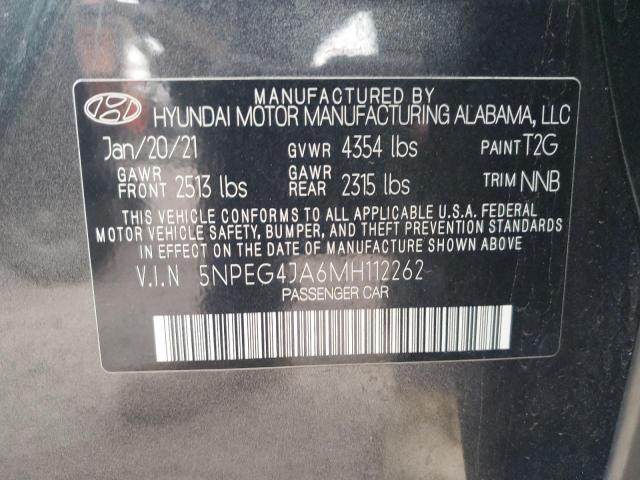 MANUFACTURED BY
HYUNDAI MOTOR MANUFACTURING ALABAMA, LLC
Jan/20/21 GVWR 4354 lbs PAINT T2G
GAWR FRONT 2513 lbs GAWR REAR 2315 lbs TRIM NNB
THIS VEHICLE CONFORMS TO ALL APPLICABLE U.S.A. FEDERAL
MOTOR VEHICLE SAFETY, BUMPER, AND THEFT PREVENTION STANDARDS
IN EFFECT ON THE DATE OF MANUFACTURE SHOWN ABOVE.
V.I.N 5NPEG4JA6MH112262
PASSENGER CAR